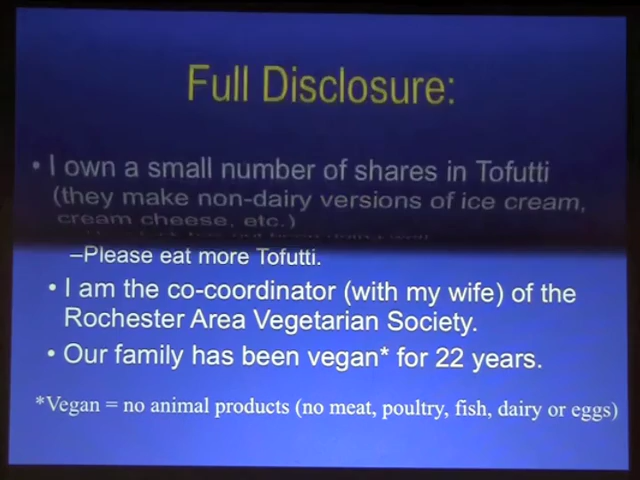 Full Disclosure:
• I own a small number of shares in Tofutti
(they make non-dairy versions of ice cream,
cream cheese, etc.)
–Please eat more Tofutti.
• I am the co-coordinator (with my wife) of the
Rochester Area Vegetarian Society.
• Our family has been vegan* for 22 years.
*Vegan = no animal products (no meat, poultry, fish, dairy or eggs)